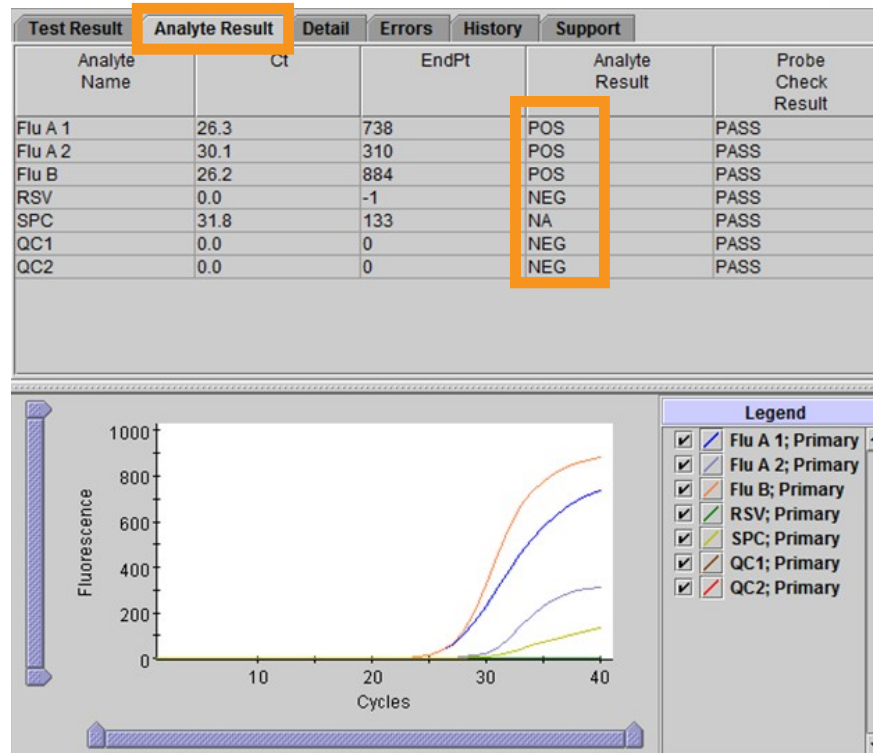 Test Result Analyte Result Detail Errors History Support
Analyte Name Ct EndPt Analyte Result Probe Check Result
Flu A 1 26.3 738 POS PASS
Flu A 2 30.1 310 POS PASS
Flu B 26.2 884 POS PASS
RSV 0.0 -1 NEG PASS
SPC 31.8 133 NA PASS
QC1 0.0 0 NEG PASS
QC2 0.0 0 NEG PASS
1000
800
600
400
200
0
Fluorescence
10 20 30 40
Cycles
Legend
Flu A 1; Primary
Flu A 2; Primary
Flu B; Primary
RSV; Primary
SPC; Primary
QC1; Primary
QC2; Primary